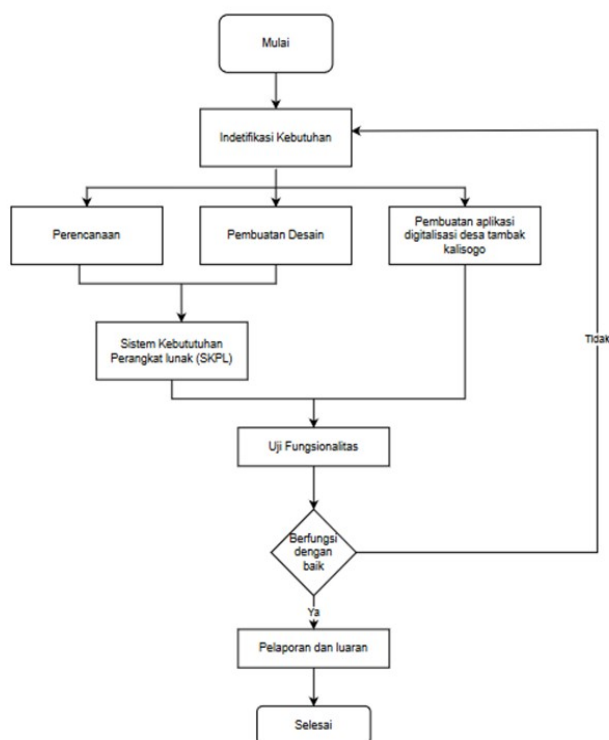 Mulai
Indetifikasi Kebutuhan
Perencanaan
Pembuatan Desain
Pembuatan aplikasi
digitalisasi desa tambak
kalisogo
Sistem Kebututuhan
Perangkat lunak (SKPL)
Tidak
Uji Fungsionalitas
Berfungsi
dengan
baik
Ya
Pelaporan dan luaran
Selesai